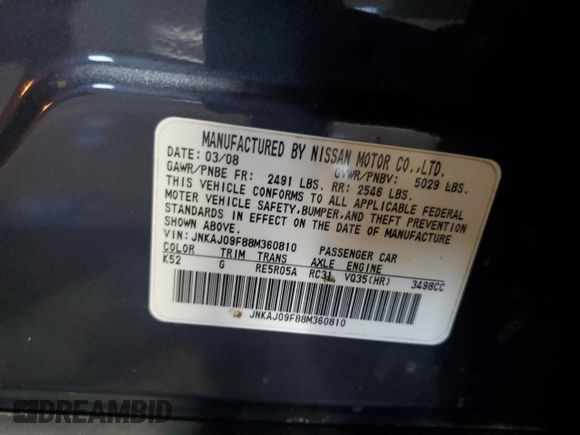 MANUFACTURED BY NISSAN MOTOR CO.,LTD.
DATE: 03/08 GVWR/PNBV: 5029 LBS.
GAWR/PNBE FR: 2491 LBS. RR: 2546 LBS.
THIS VEHICLE CONFORMS TO ALL APPLICABLE FEDERAL
MOTOR VEHICLE SAFETY,BUMPER,AND THEFT PREVENTION
STANDARDS IN EFFECT ON THE DATE OF MANUFACTURE
SHOWN ABOVE.
VIN: JNKAJ09F88M360810 PASSENGER CAR
COLOR TRIM TRANS AXLE ENGINE
K52 G RE5R05A RC31 VQ35(HR) 3498CC
JNKAJ09F88M360810
DREAMBID